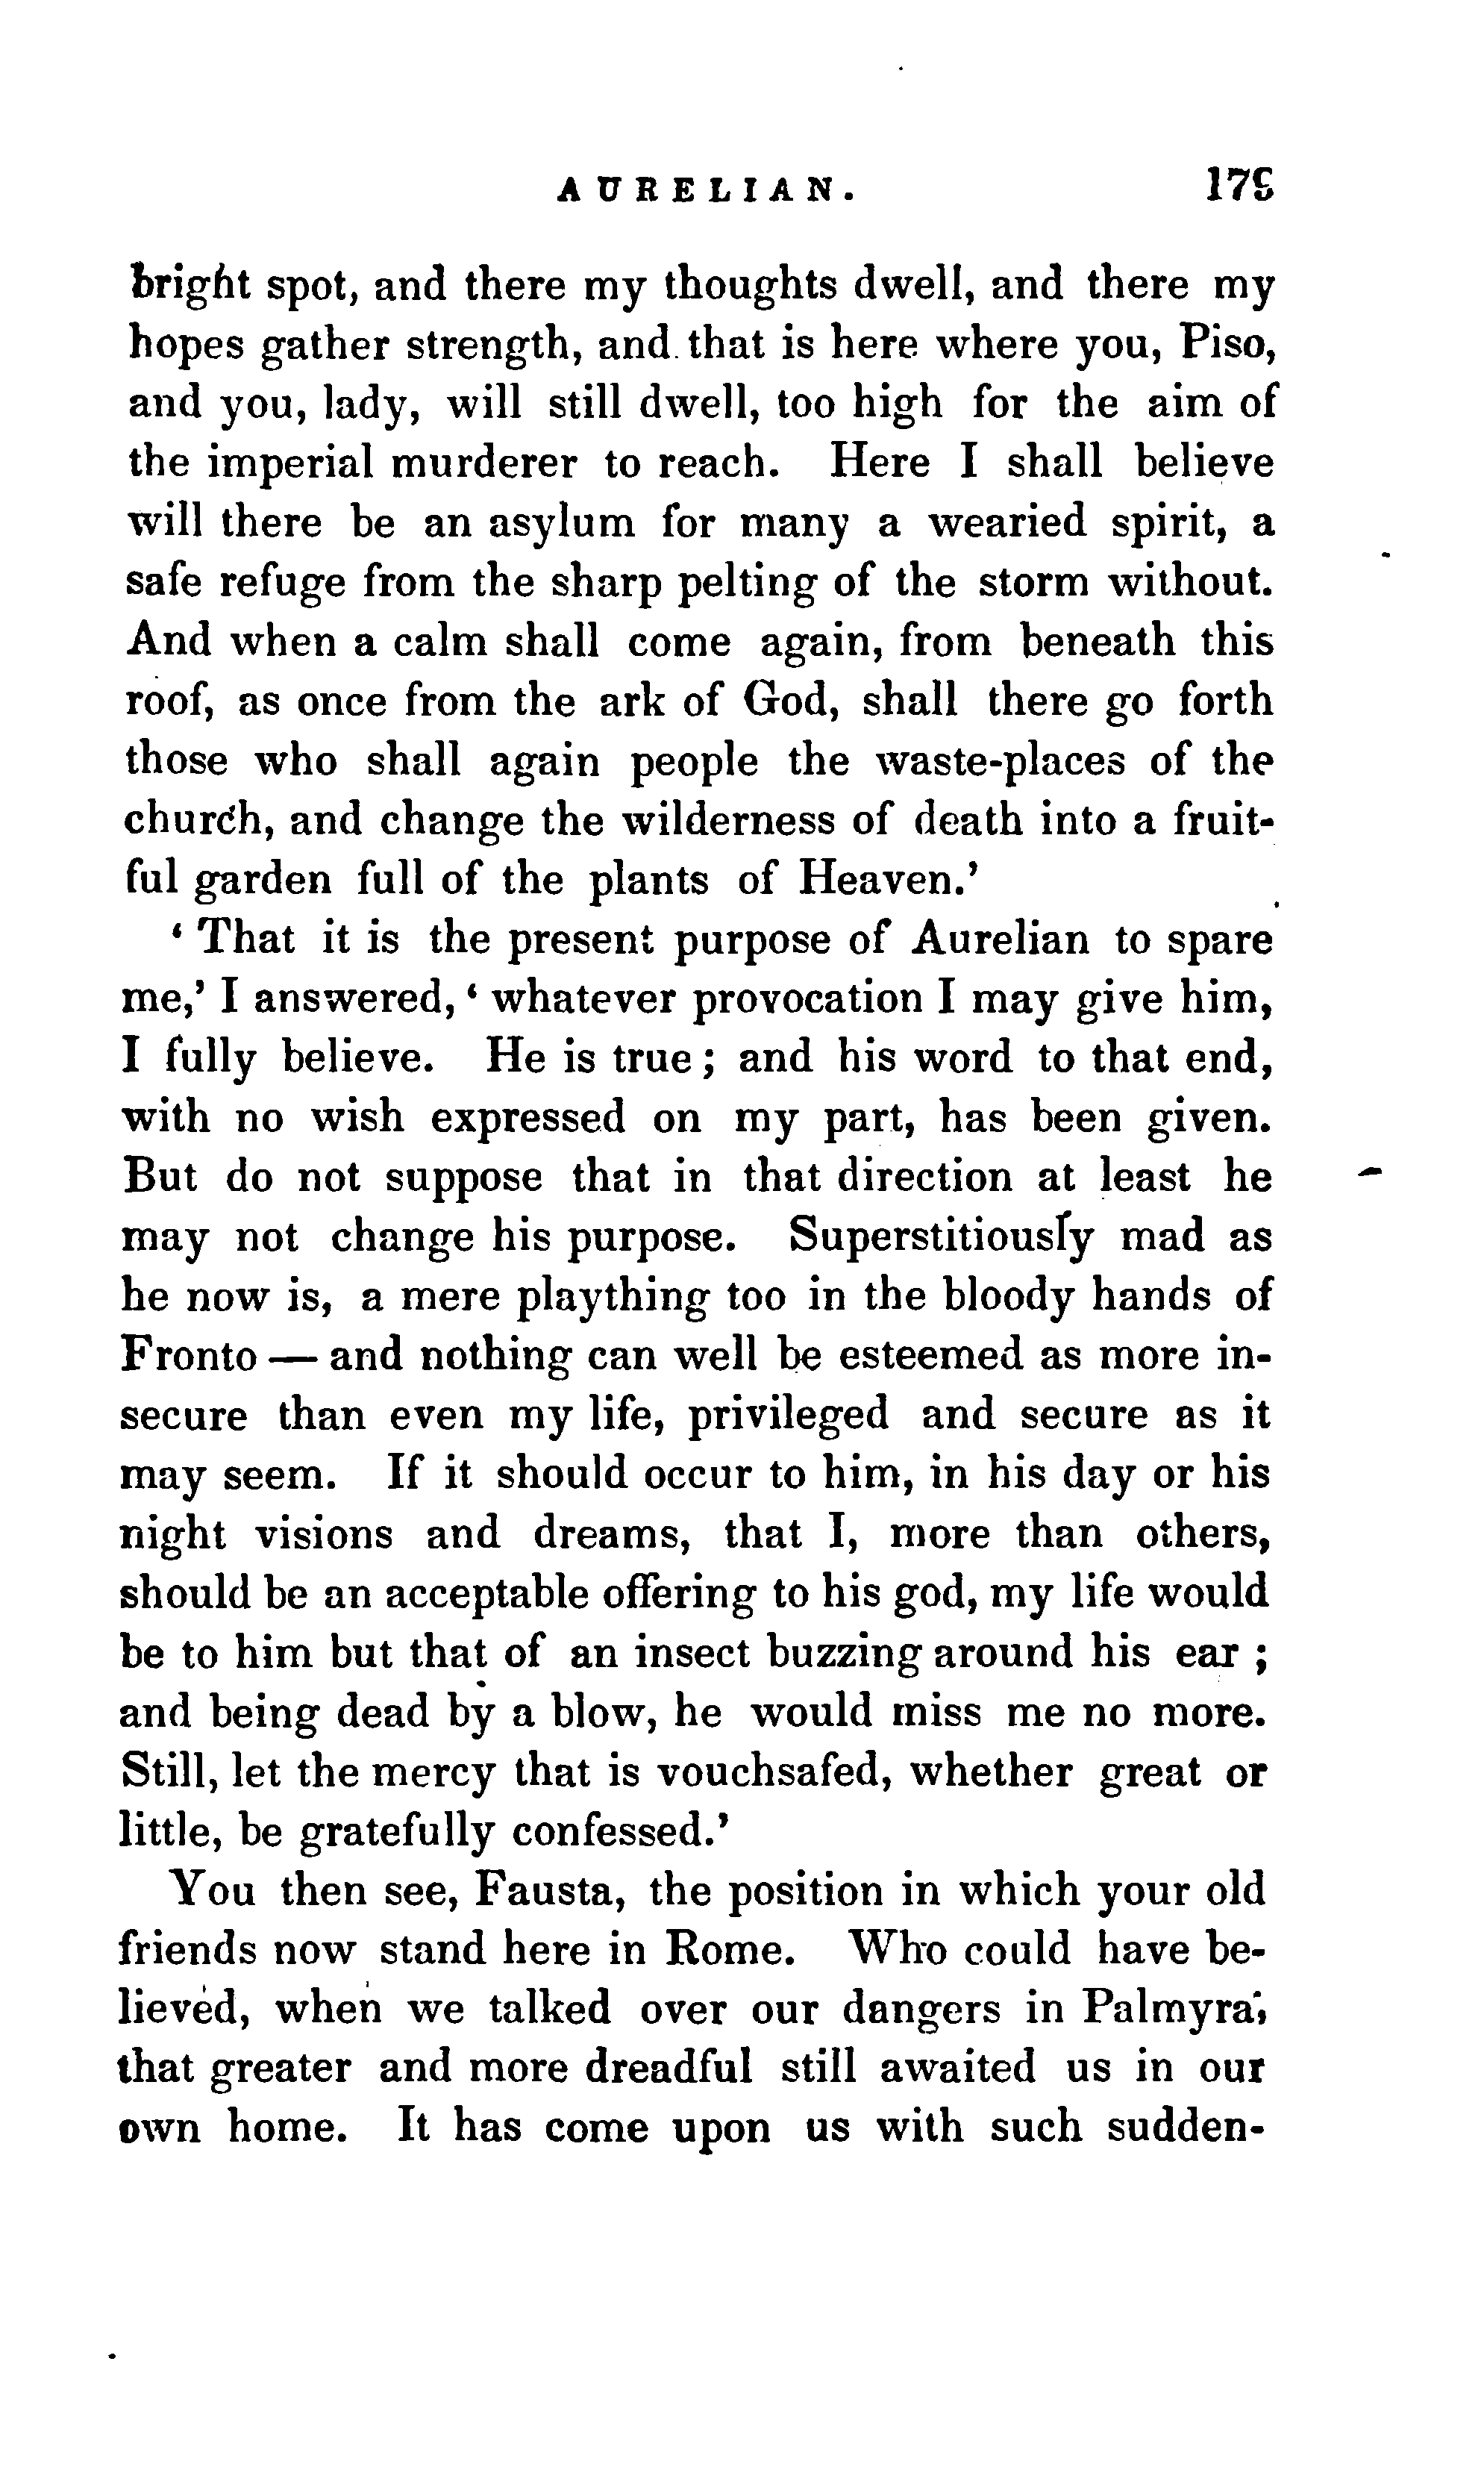 AURELIAN. 179
bright spot, and there my thoughts dwell, and there my
hopes gather strength, and that is here where you, Piso,
and you, lady, will still dwell, too high for the aim of
the imperial murderer to reach. Here I shall believe
will there be an asylum for many a wearied spirit, a
safe refuge from the sharp pelting of the storm without.
And when a calm shall come again, from beneath this
roof, as once from the ark of God, shall there go forth
those who shall again people the waste-places of the
church, and change the wilderness of death into a fruit-
ful garden full of the plants of Heaven.’
‘ That it is the present purpose of Aurelian to spare
me,’ I answered, ‘ whatever provocation I may give him,
I fully believe. He is true ; and his word to that end,
with no wish expressed on my part, has been given.
But do not suppose that in that direction at least he
may not change his purpose. Superstitiously mad as
he now is, a mere plaything too in the bloody hands of
Fronto — and nothing can well be esteemed as more in-
secure than even my life, privileged and secure as it
may seem. If it should occur to him, in his day or his
night visions and dreams, that I, more than others,
should be an acceptable offering to his god, my life would
be to him but that of an insect buzzing around his ear ;
and being dead by a blow, he would miss me no more.
Still, let the mercy that is vouchsafed, whether great or
little, be gratefully confessed.’
You then see, Fausta, the position in which your old
friends now stand here in Rome. Who could have be-
lieved, when we talked over our dangers in Palmyra,
that greater and more dreadful still awaited us in our
own home. It has come upon us with such sudden-